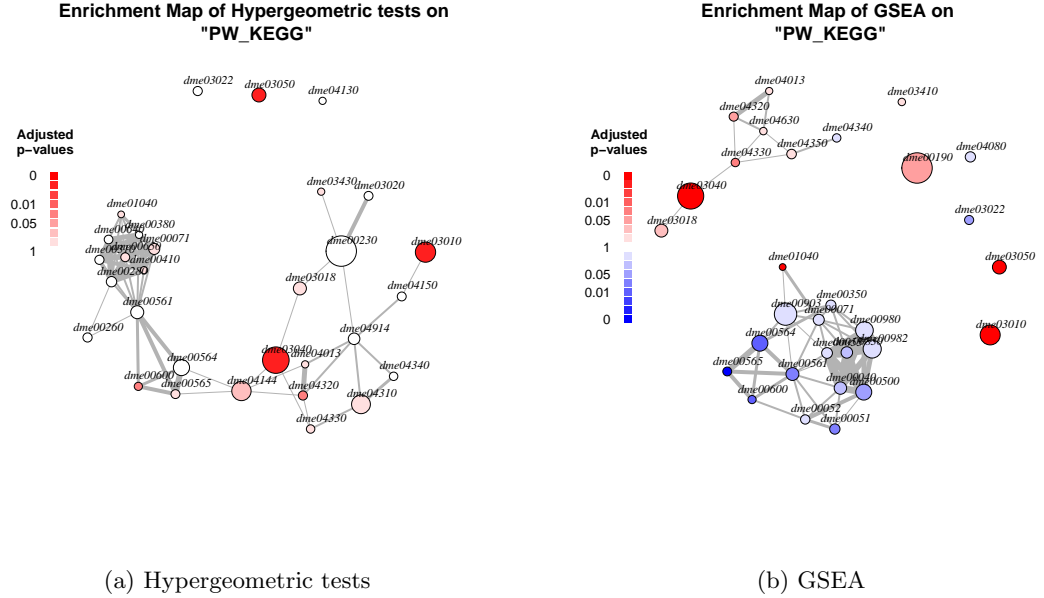 Enrichment Map of Hypergeometric tests on
"PW_KEGG"
dme03022
dme03050
dme04130
Adjusted
p−values
0
0.01
0.05
1
dme03430
dme03020
dme01040
dme00380
dme00071
dme00410
dme00280
dme00230
dme03010
dme03018
dme04150
dme00561
dme00260
dme04914
dme03040
dme04013
dme00564
dme00600
dme00565
dme04144
dme04320
dme04340
dme04310
dme04330
(a) Hypergeometric tests
Enrichment Map of GSEA on
"PW_KEGG"
dme04013
dme03410
dme04320
dme04630
dme04340
Adjusted
p−values
dme04330
dme04350
dme00190
dme04080
0
0.01
0.05
1
0.05
0.01
0
dme03040
dme03018
dme03022
dme03050
dme01040
dme00350
dme00903
dme00071
dme00980
dme00564
dme00982
dme03010
dme00565
dme00561
dme00600
dme00040
dme00500
dme00052
dme00051
(b) GSEA